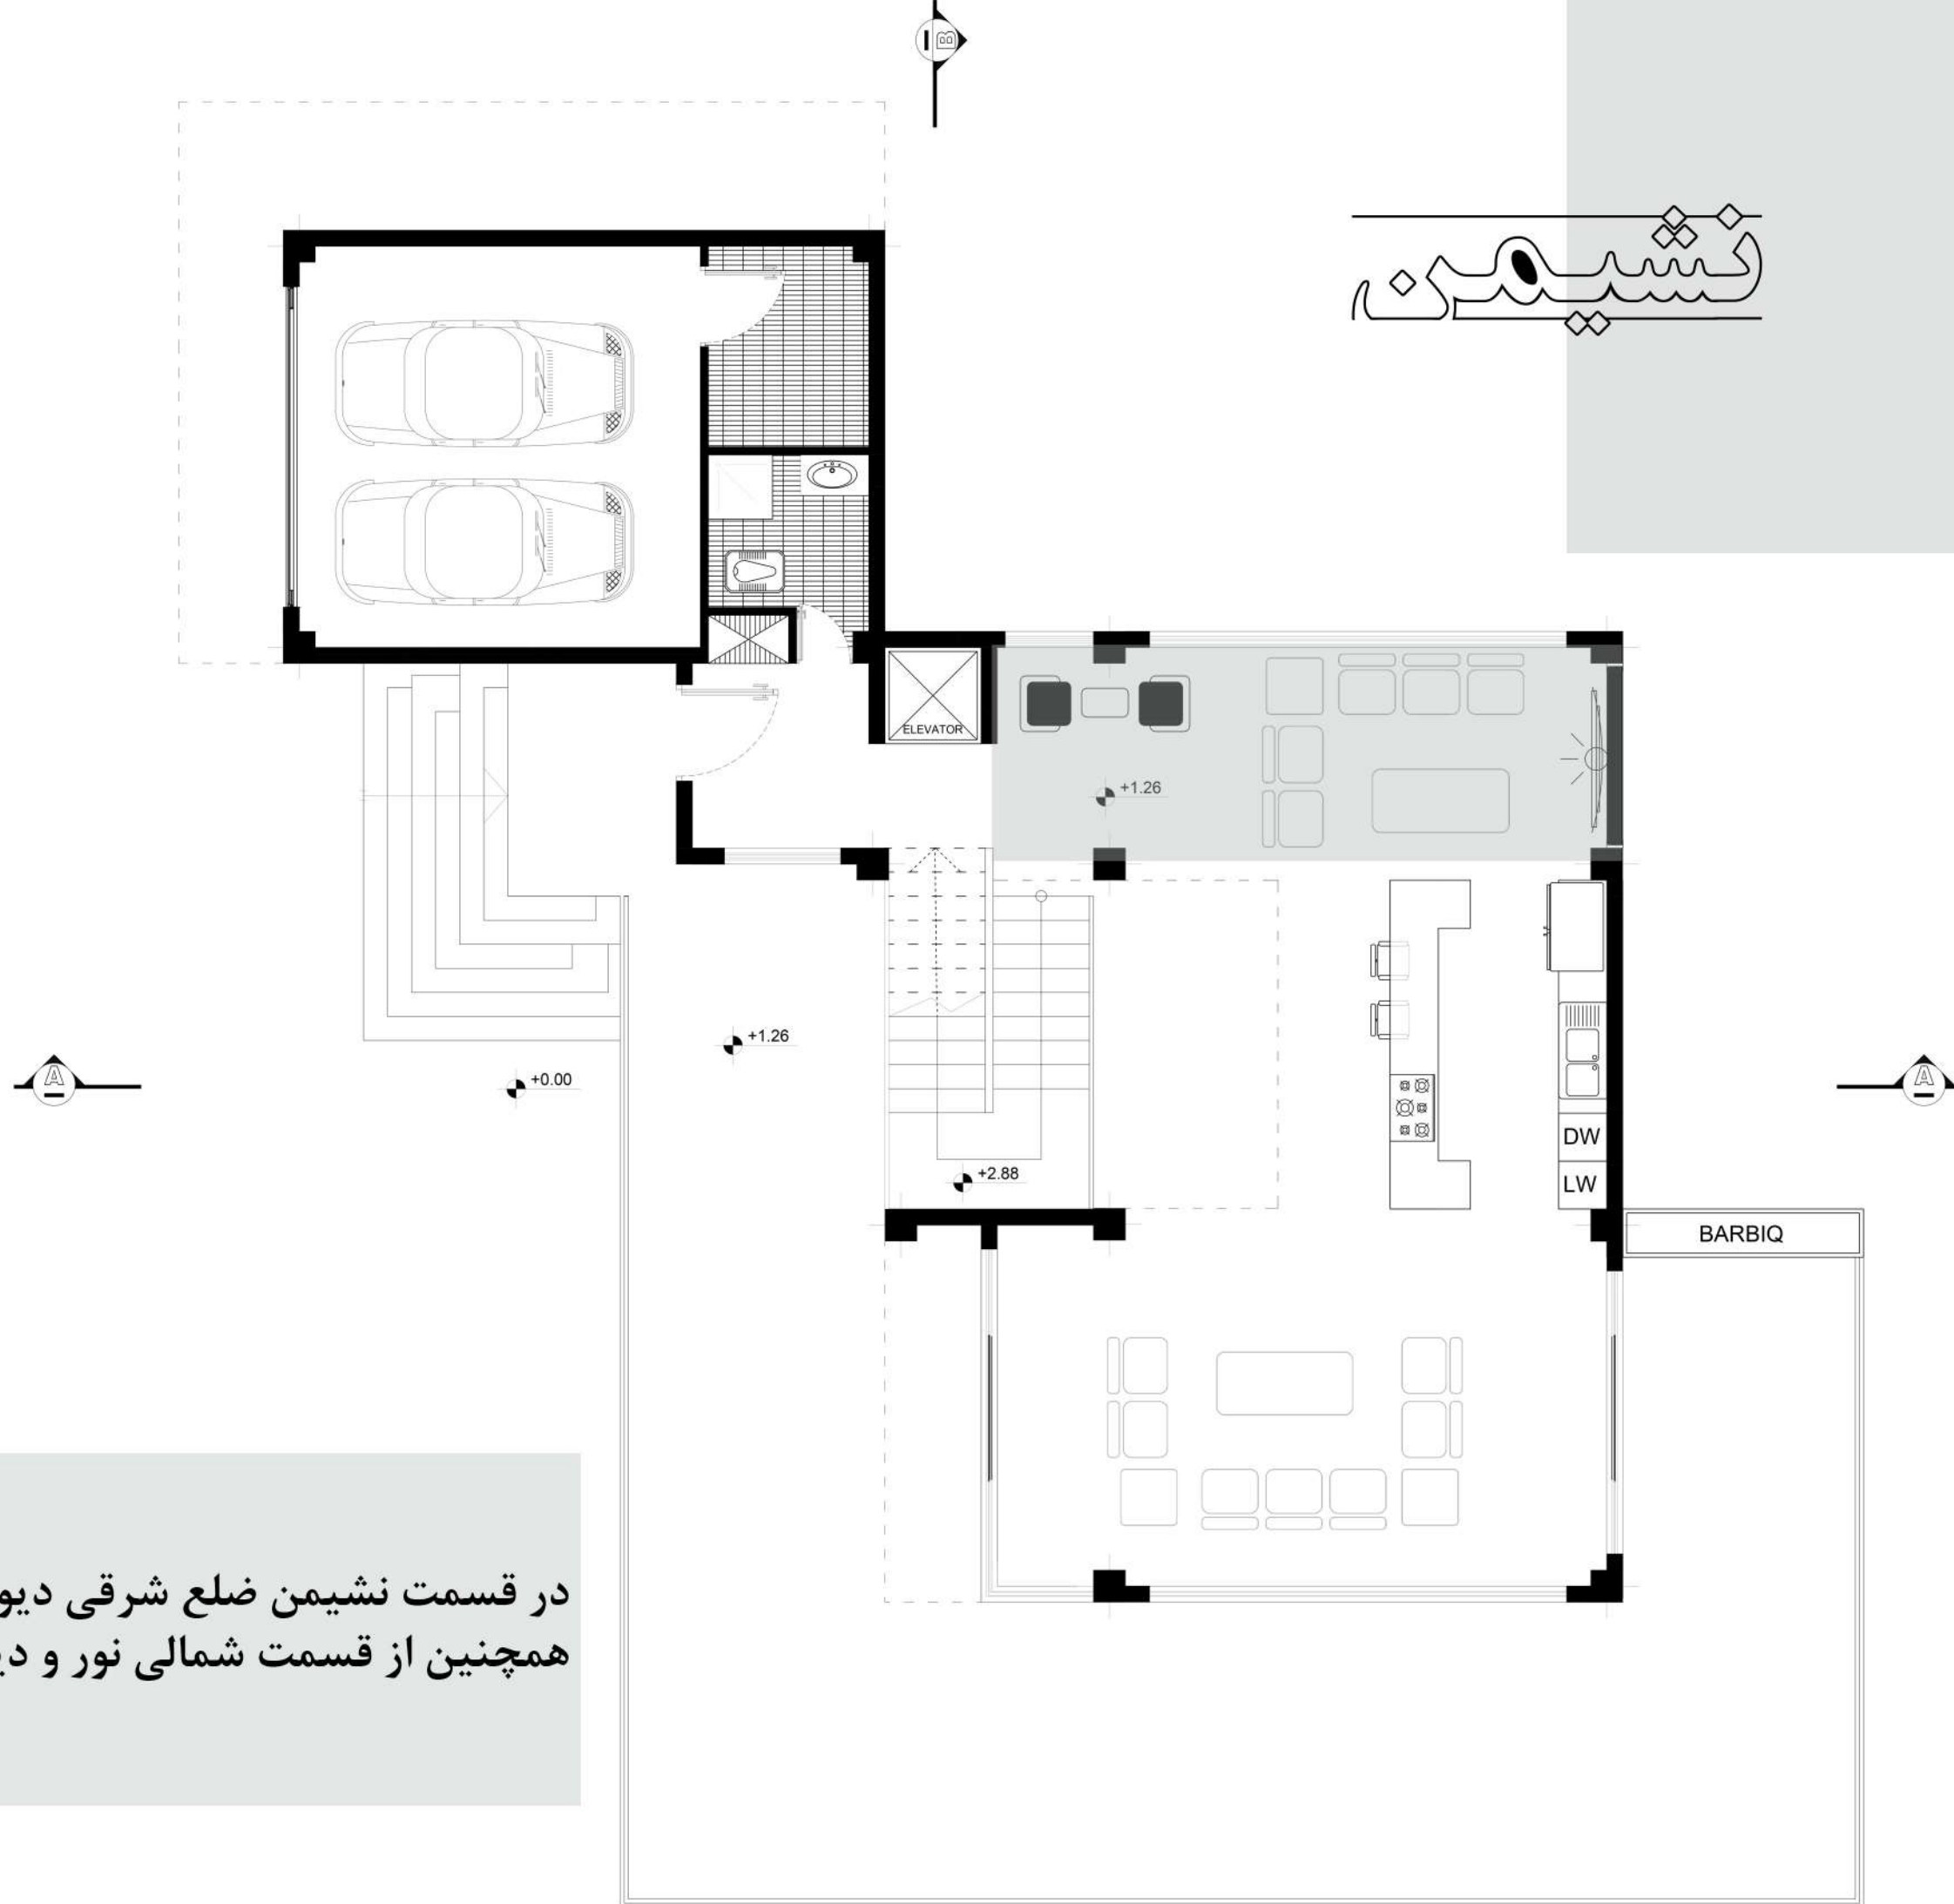 B
نشیمن
ELEVATOR
+1.26
+1.26
+0.00
A
A
+2.88
DW
LW
BARBIQ
در قسمت نشیمن ضلع شرقی
همچنین از قسمت شمالی نور و